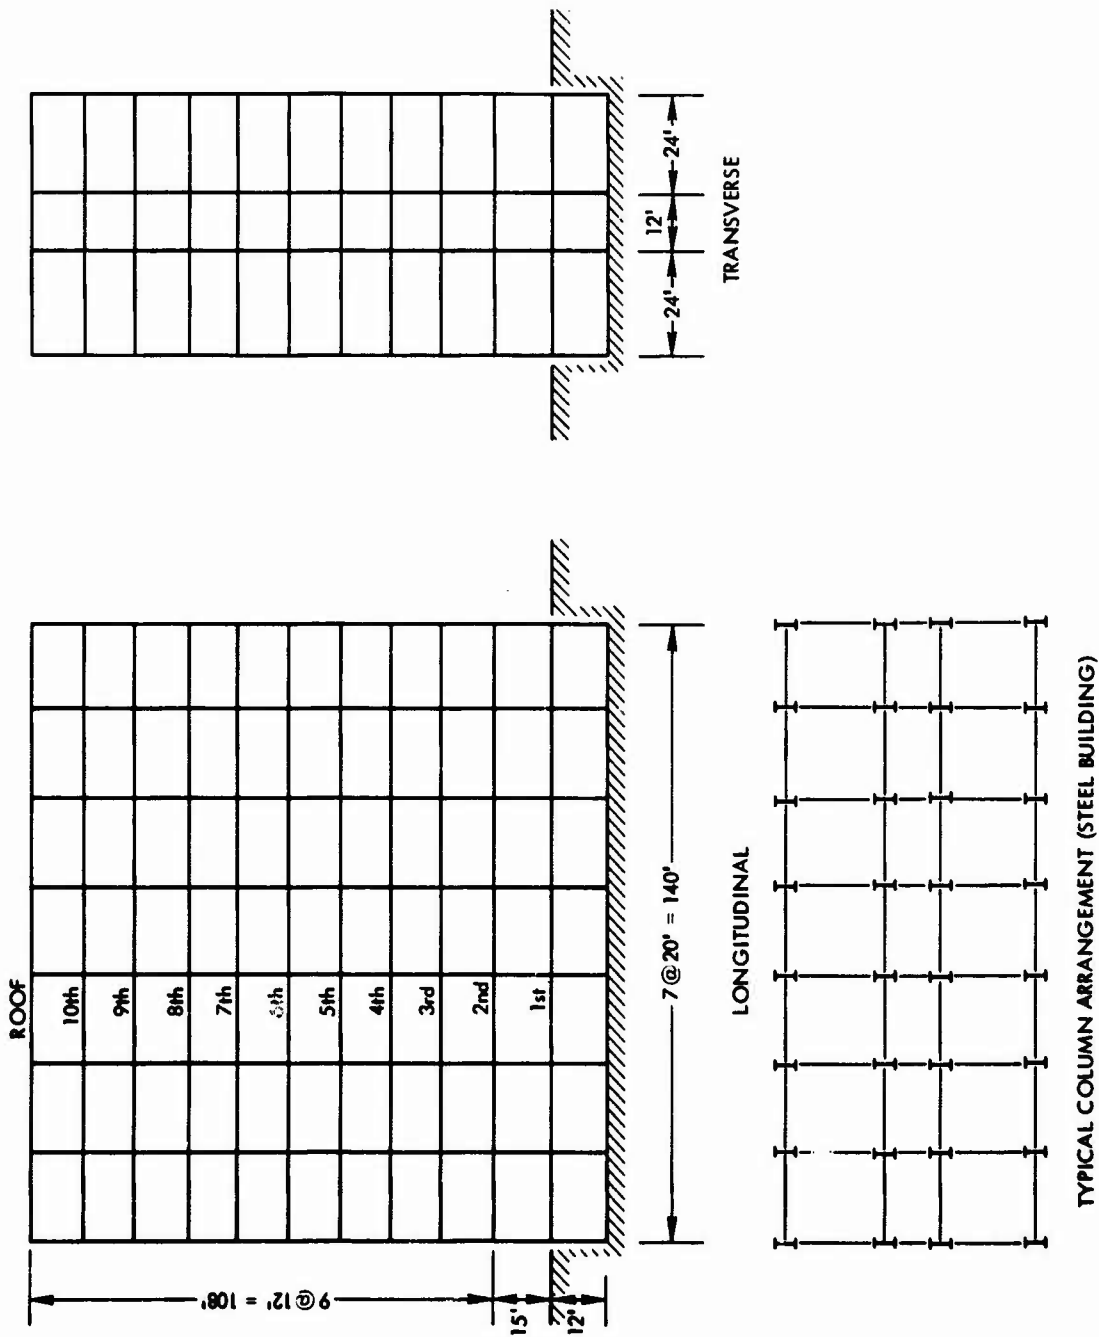 ROOF
10th
9th
8th
7th
6th
5th
4th
3rd
2nd
1st
9 @ 12' = 108'
15'
12'
7 @ 20' = 140'
LONGITUDINAL
24'
12'
24'
TRANSVERSE
TYPICAL COLUMN ARRANGEMENT (STEEL BUILDING)